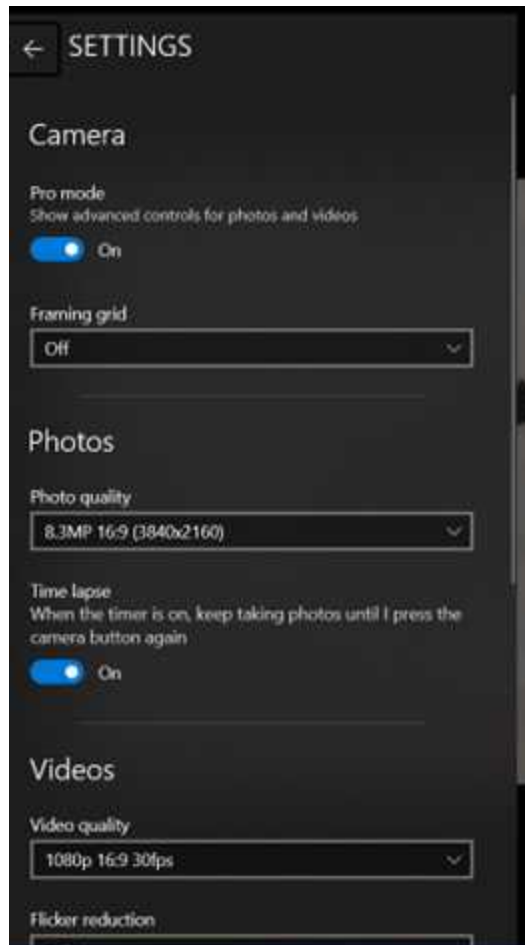 SETTINGS
Camera
Pro mode
Show advanced controls for photos and videos
On
Framing grid
Off
Photos
Photo quality
8.3MP 16:9 (3840x2160)
Time lapse
When the timer is on, keep taking photos until I press the
camera button again
On
Videos
Video quality
1080p 16:9 30fps
Flicker reduction